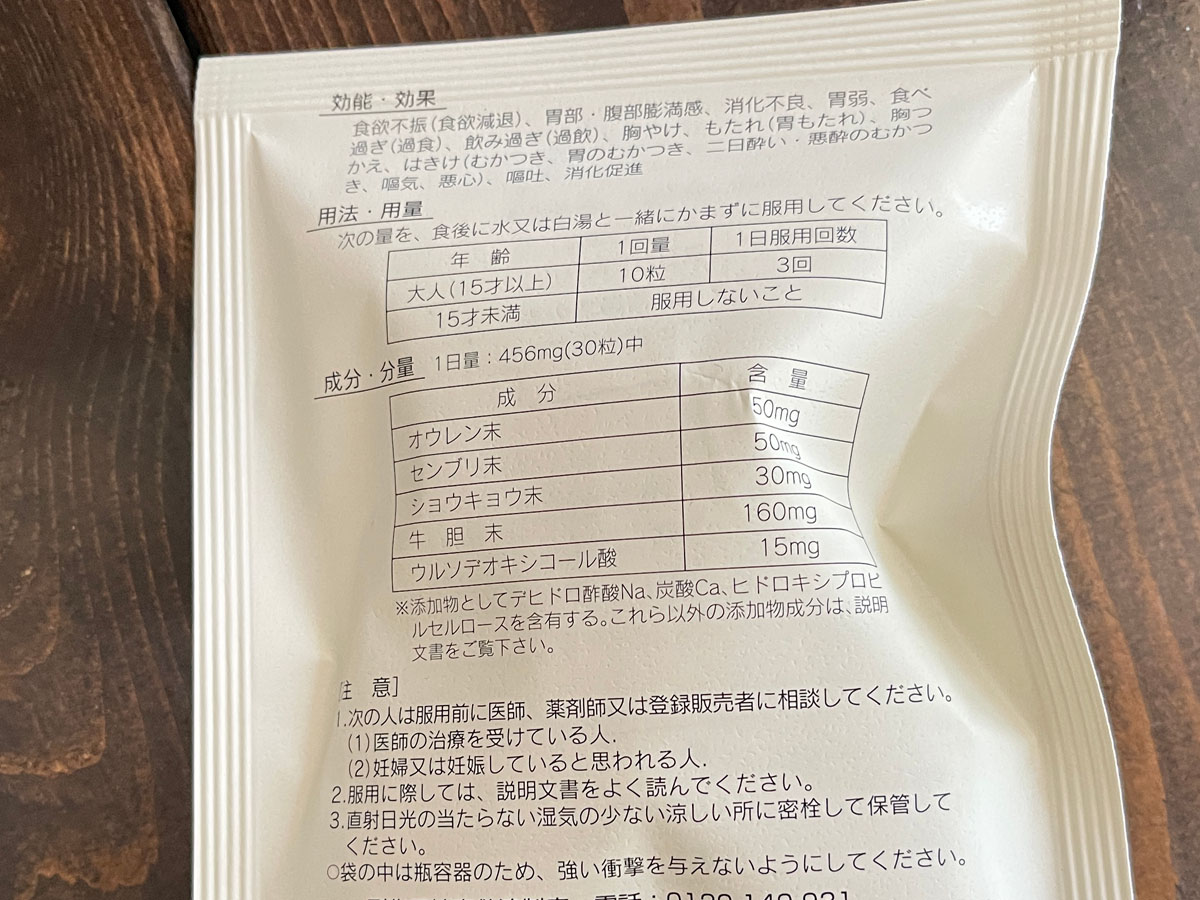 効能・効果
食欲不振(食欲減退)、胃部・腹部膨満感、消化不良、胃弱、食べ
過ぎ(過食)、飲み過ぎ(過飲)、胸やけ、もたれ(胃もたれ)、胸つ
かえ、はきけ(むかつき、胃のむかつき、二日酔い・悪酔のむかつ
き、嘔気、悪心)、嘔吐、消化促進
用法・用量
次の量を、食後に水又は白湯と一緒にかまずに服用してください。
年 齢 1回量 1日服用回数
大人(15才以上) 10粒 3回
15才未満 服用しないこと
成分・分量 1日量：456mg(30粒)中
成 分 含 量
オウレン末 50mg
センブリ末 50mg
ショウキョウ末 30mg
牛 胆 末 160mg
ウルソデオキシコール酸 15mg
※添加物としてデヒドロ酢酸Na、炭酸Ca、ヒドロキシプロピ
ルセルロースを含有する。これら以外の添加物成分は、説明
文書をご覧下さい。
[注 意]
1.次の人は服用前に医師、薬剤師又は登録販売者に相談してください。
(1)医師の治療を受けている人.
(2)妊婦又は妊娠していると思われる人.
2.服用に際しては、説明文書をよく読んでください。
3.直射日光の当たらない湿気の少ない涼しい所に密栓して保管して
ください。
○袋の中は瓶容器のため、強い衝撃を与えないようにしてください。
電話：0120-140-031